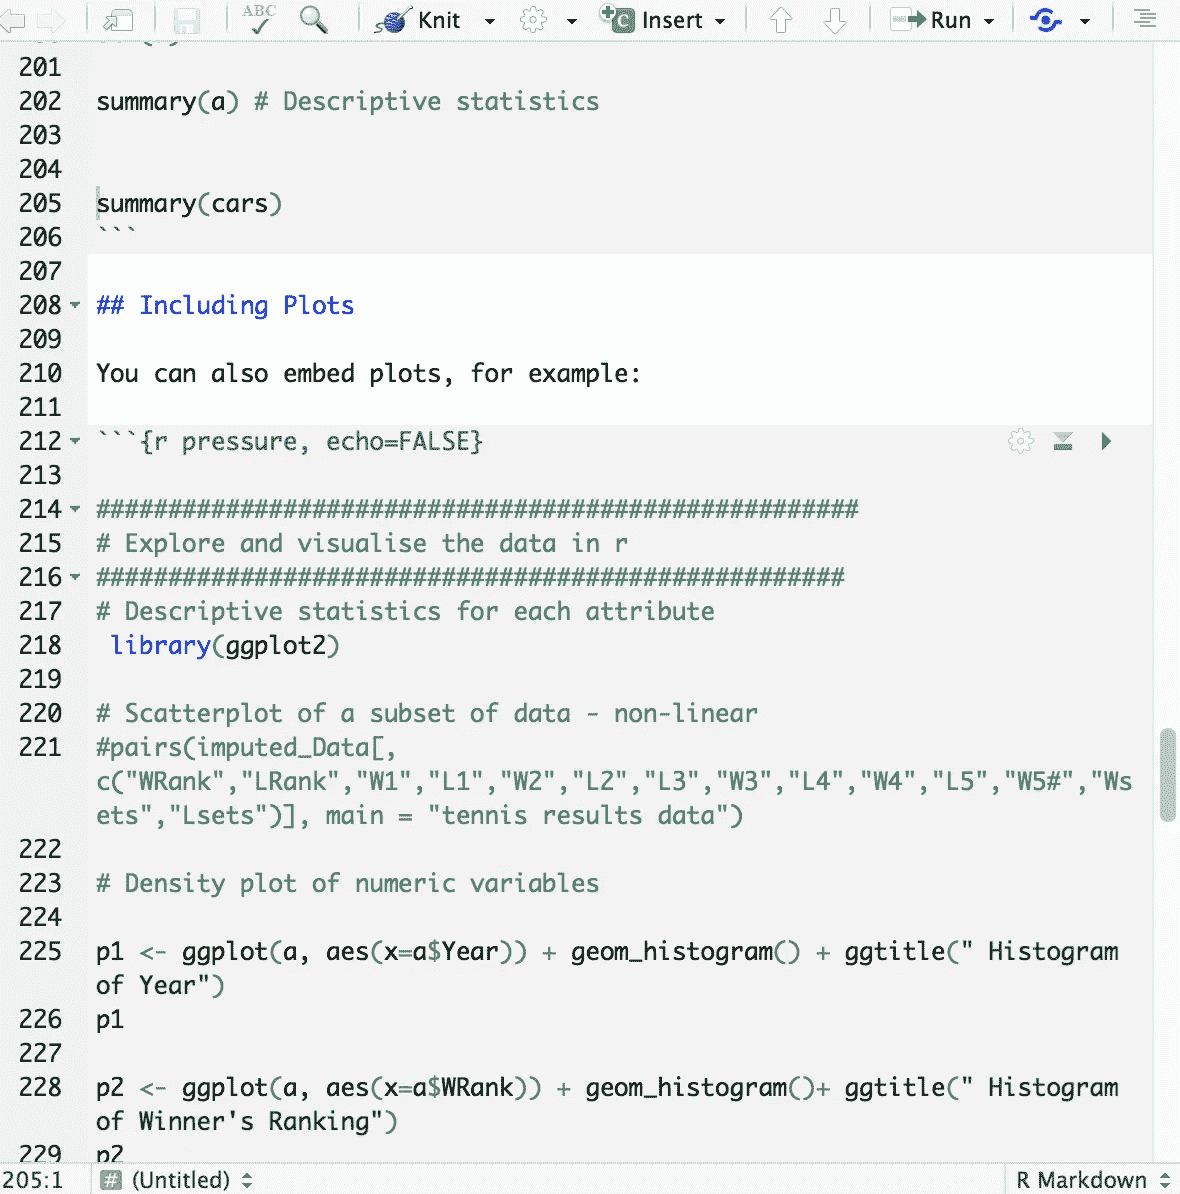 ABC Knit Insert Run
201
202 summary(a) # Descriptive statistics
203
204
205 summary(cars)
206 ```
207
208 ## Including Plots
209
210 You can also embed plots, for example:
211
212 ```{r pressure, echo=FALSE}
213
214 #####################################################
215 # Explore and visualise the data in r
216 ####################################################
217 # Descriptive statistics for each attribute
218 library(ggplot2)
219
220 # Scatterplot of a subset of data - non-linear
221 #pairs(imputed_Data[,
c("WRank","LRank","W1","L1","W2","L2","L3","W3","L4","W4","L5","W5#","Ws
ets","Lsets")], main = "tennis results data")
222
223 # Density plot of numeric variables
224
225 p1 <- ggplot(a, aes(x=a$Year)) + geom_histogram() + ggtitle(" Histogram
of Year")
226 p1
227
228 p2 <- ggplot(a, aes(x=a$WRank)) + geom_histogram()+ ggtitle(" Histogram
of Winner's Ranking")
229 p2
205:1 # (Untitled) R Markdown